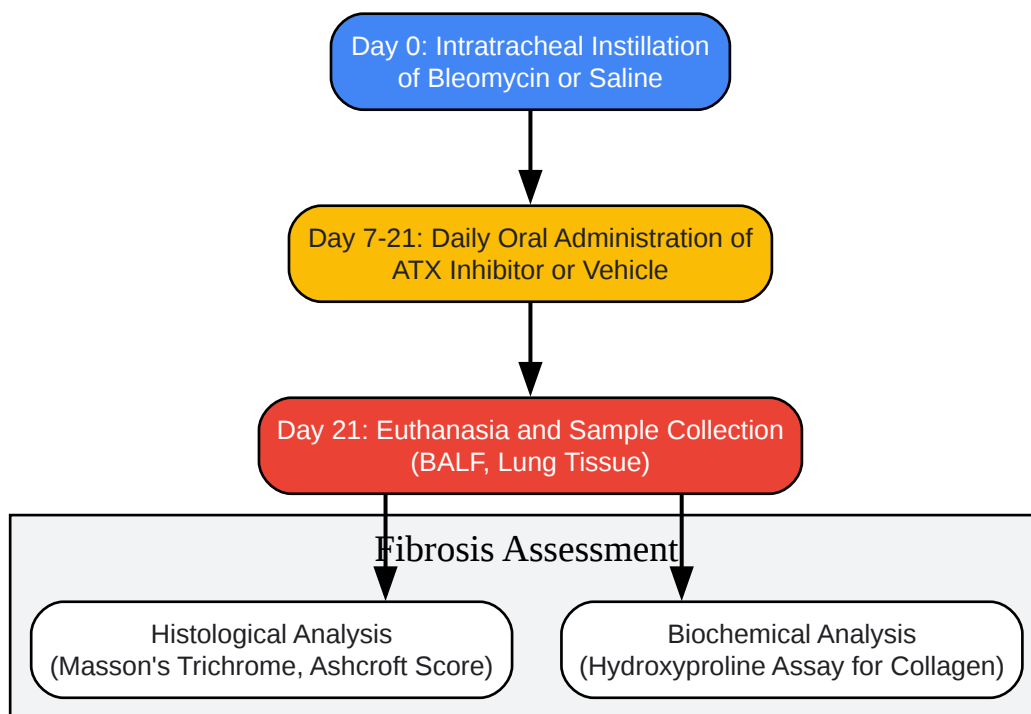 Day 0: Intratracheal Instillation
of Bleomycin or Saline
Day 7-21: Daily Oral Administration of
ATX Inhibitor or Vehicle
Day 21: Euthanasia and Sample Collection
(BALF, Lung Tissue)
Fibrosis Assessment
Histological Analysis
(Masson's Trichrome, Ashcroft Score)
Biochemical Analysis
(Hydroxyproline Assay for Collagen)